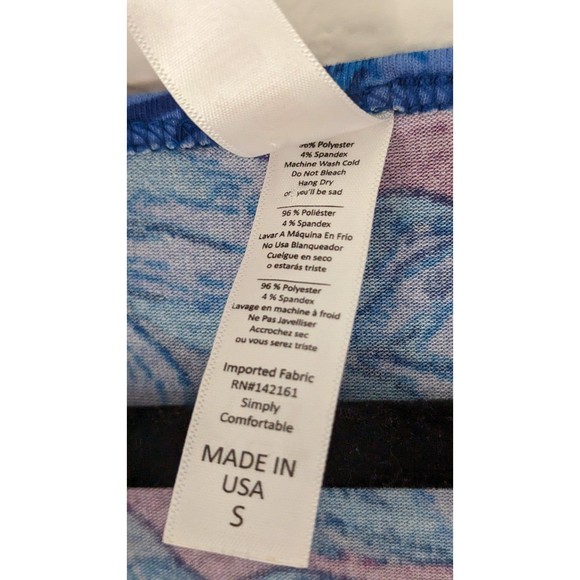 96% Polyester
4% Spandex
Machine Wash Cold
Do Not Bleach
Hang Dry
or you'll be sad
96 % Poliéster
4 % Spandex
Lavar A Máquina En Frío
No Usa Blanqueador
Cuelgue en seco
o estarás triste
96 % Polyester
4 % Spandex
Lavage en machine à froid
Ne Pas Javelliser
Accrochez sec
ou vous serez triste
Imported Fabric
RN#142161
Simply
Comfortable
MADE IN
USA
S